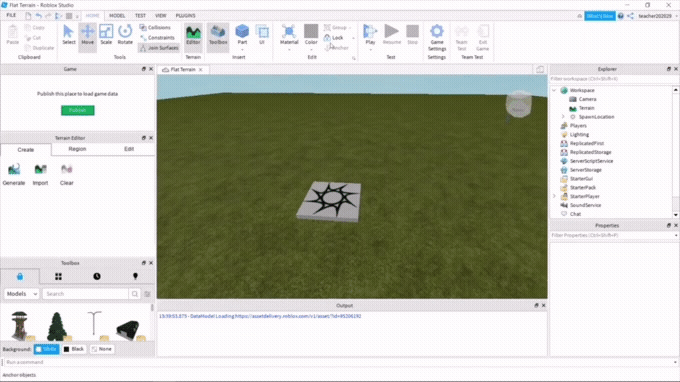 Flat Terrain - Roblox Studio
FILE HOME MODEL TEST VIEW PLUGINS What's New teacher202029
Paste Copy Cut Duplicate Select Move Scale Rotate Collisions Constraints Join Surfaces Editor Toolbox Part UI Material Color Group Lock Anchor Play Resume Stop Game Settings Team Test Exit Game
Clipboard Tools Terrain Insert Edit Test Settings Team Test
Game
Publish this place to load game data
Publish
Terrain Editor
Create Region Edit
Generate Import Clear
Toolbox
Models Search
Background: White Black None
Flat Terrain
Output
DataModel Loading https://assetdelivery.roblox.com/v1/asset/?id=95206192
Explorer
Filter workspace (Ctrl+Shift+X)
Workspace
Camera
Terrain
SpawnLocation
Players
Lighting
ReplicatedFirst
ReplicatedStorage
ServerScriptService
ServerStorage
StarterGui
StarterPack
StarterPlayer
SoundService
Chat
Properties
Filter Properties (Ctrl+Shift+P)
Run a command
Anchor Objects